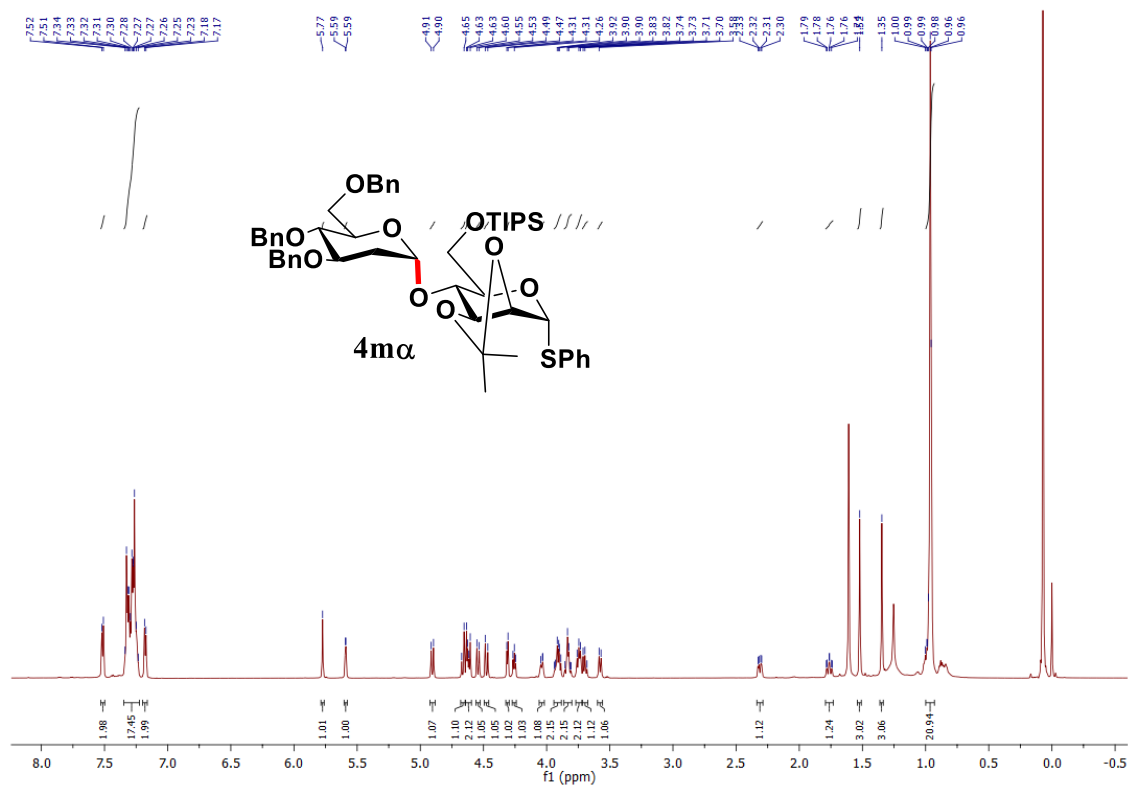 7.52 7.51 7.34 7.33 7.32 7.31 7.30 7.28 7.27 7.27 7.26 7.25 7.23 7.18 7.17 5.77 5.59 5.59 4.91 4.90 4.65 4.63 4.63 4.60 4.55 4.53 4.49 4.47 4.31 4.31 4.26 3.92 3.90 3.90 3.83 3.82 3.74 3.73 3.71 3.70 3.58 2.33 2.32 2.31 2.30 1.79 1.78 1.76 1.76 1.52 1.35 1.00 0.99 0.99 0.98 0.96 0.96
OBn
OTIPS
O
BnO
O
BnO
O
O
O
SPh
4mα
1.98 17.45 1.99 1.01 1.00 1.07 1.10 2.12 1.05 1.05 1.02 1.03 1.08 2.15 2.15 2.12 1.12 1.06 1.12 1.24 3.02 3.06 20.94
8.0 7.5 7.0 6.5 6.0 5.5 5.0 4.5 4.0 3.5 3.0 2.5 2.0 1.5 1.0 0.5 0.0 -0.5
f1 (ppm)